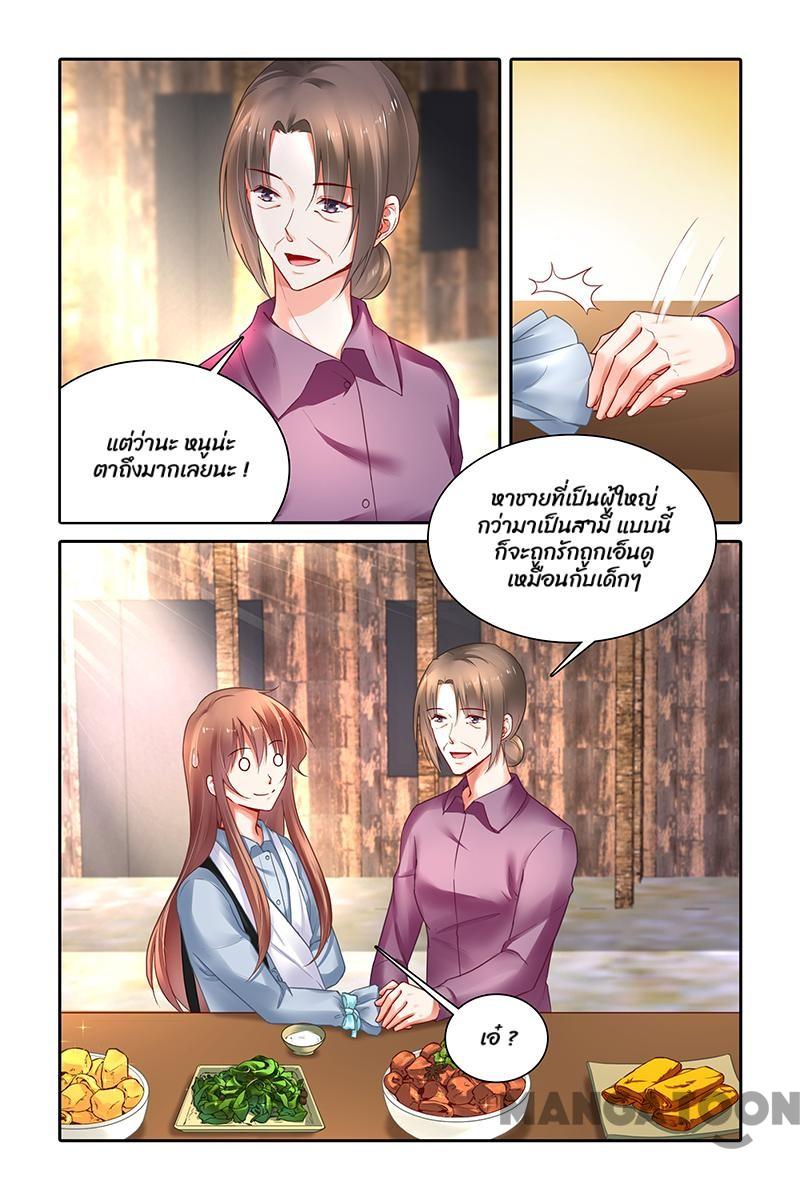 แต่ว่านะ หนูน่ะ
ตาถึงมากเลยนะ !
หาชายที่เป็นผู้ใหญ่
กว่ามาเป็นสามี แบบนี้
ก็จะถูกรักถูกเอ็นดู
เหมือนกับเด็กๆ
เอ๋ ?
MANGATOON